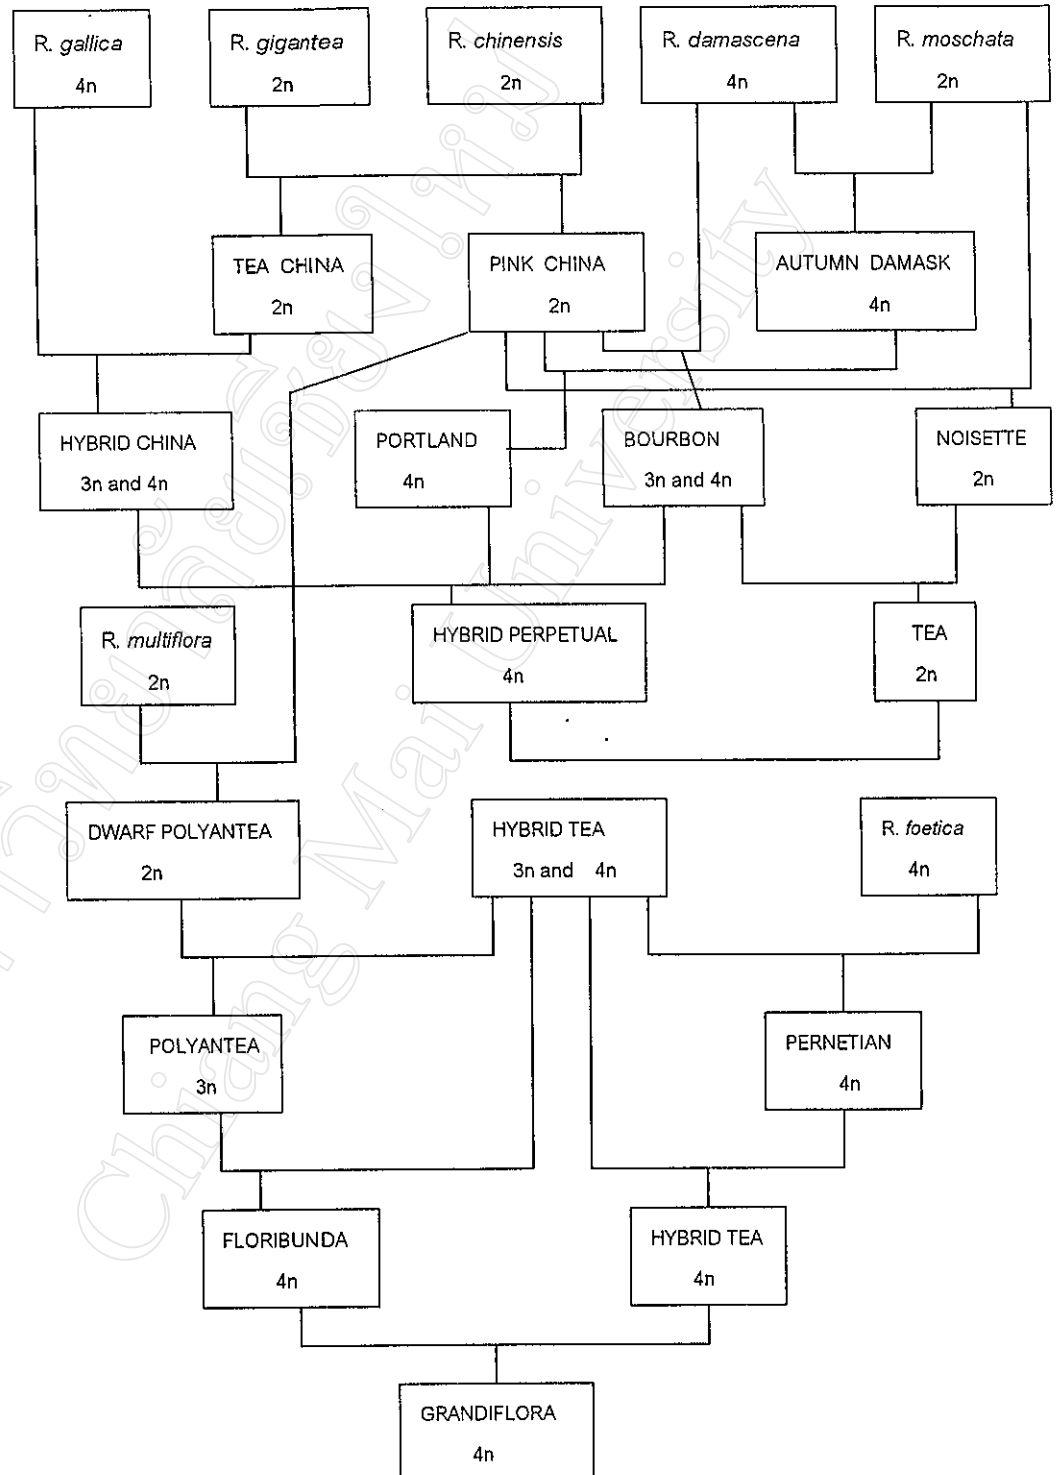 R. gallica
4n
R. gigantea
2n
R. chinensis
2n
R. damascena
4n
R. moschata
2n
TEA CHINA
2n
PINK CHINA
2n
AUTUMN DAMASK
4n
HYBRID CHINA
3n and 4n
PORTLAND
4n
BOURBON
3n and 4n
NOISETTE
2n
R. multiflora
2n
HYBRID PERPETUAL
4n
TEA
2n
DWARF POLYANTEA
2n
HYBRID TEA
3n and 4n
R. foetica
4n
POLYANTEA
3n
PERNETIAN
4n
FLORIBUNDA
4n
HYBRID TEA
4n
GRANDIFLORA
4n
Chiang Mai University